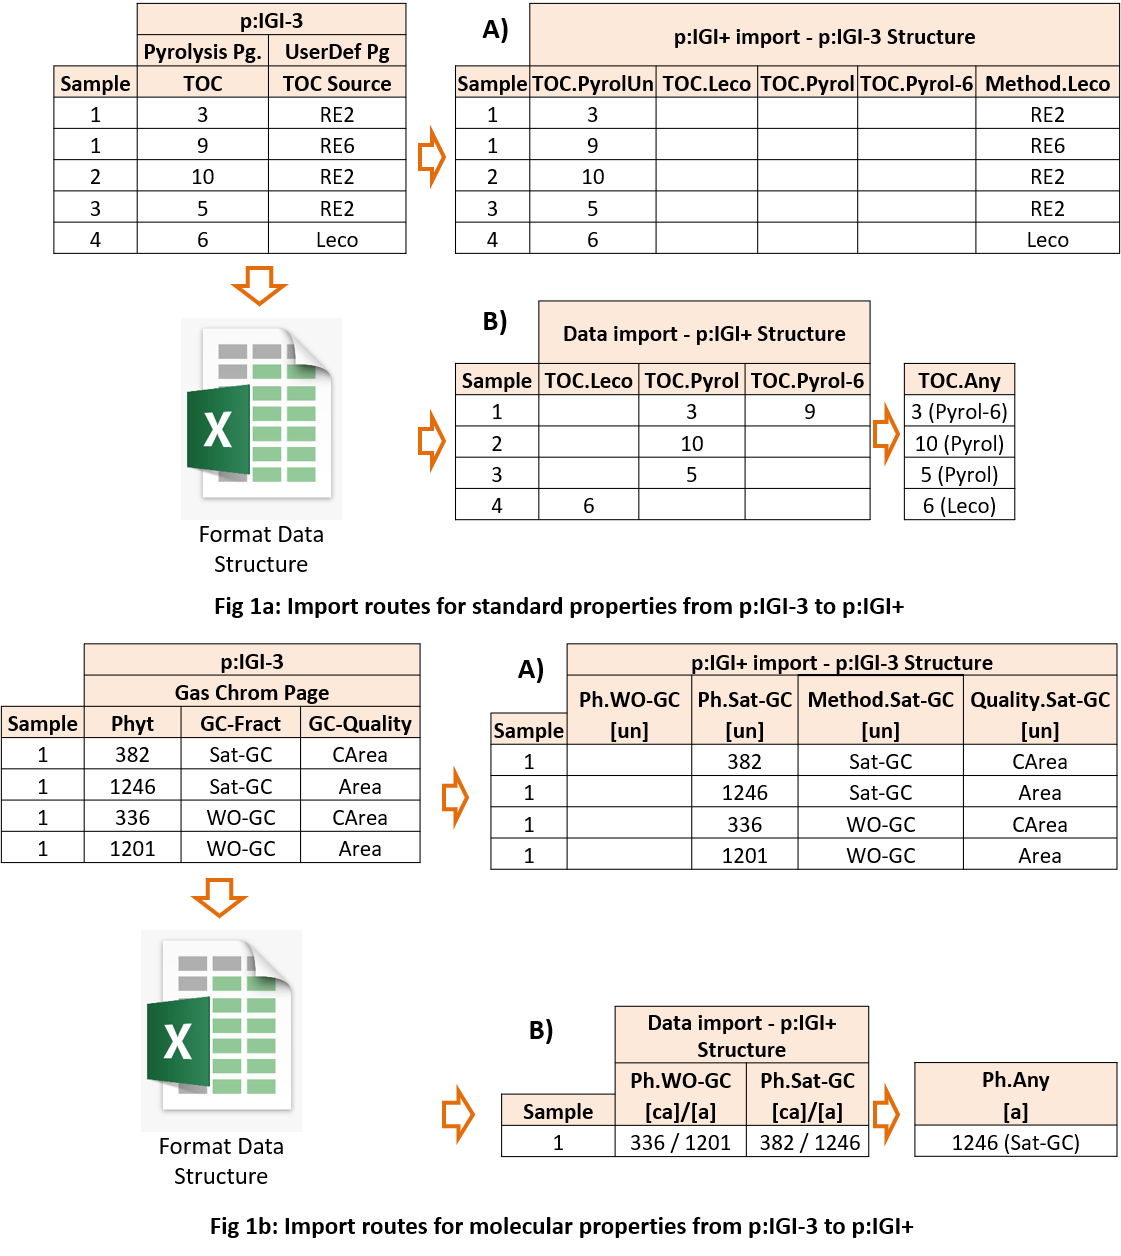 p:IGI-3
Pyrolysis Pg. UserDef Pg
Sample TOC TOC Source
1 3 RE2
1 9 RE6
2 10 RE2
3 5 RE2
4 6 Leco
A)
p:IGI+ import - p:IGI-3 Structure
Sample TOC.PyrolUn TOC.Leco TOC.Pyrol TOC.Pyrol-6 Method.Leco
1 3 RE2
1 9 RE6
2 10 RE2
3 5 RE2
4 6 Leco
X
Format Data
Structure
B)
Data import - p:IGI+ Structure
Sample TOC.Leco TOC.Pyrol TOC.Pyrol-6 TOC.Any
1 3 9 3 (Pyrol-6)
2 10 10 (Pyrol)
3 5 5 (Pyrol)
4 6 6 (Leco)
Fig 1a: Import routes for standard properties from p:IGI-3 to p:IGI+
p:IGI-3
Gas Chrom Page
Sample Phyt GC-Fract GC-Quality
1 382 Sat-GC CArea
1 1246 Sat-GC Area
1 336 WO-GC CArea
1 1201 WO-GC Area
A)
p:IGI+ import - p:IGI-3 Structure
Ph.WO-GC Ph.Sat-GC Method.Sat-GC Quality.Sat-GC
Sample [un] [un] [un] [un]
1 382 Sat-GC CArea
1 1246 Sat-GC Area
1 336 WO-GC CArea
1 1201 WO-GC Area
X
Format Data
Structure
B)
Data import - p:IGI+
Structure
Ph.WO-GC Ph.Sat-GC Ph.Any
Sample [ca]/[a] [ca]/[a] [a]
1 336 / 1201 382 / 1246 1246 (Sat-GC)
Fig 1b: Import routes for molecular properties from p:IGI-3 to p:IGI+